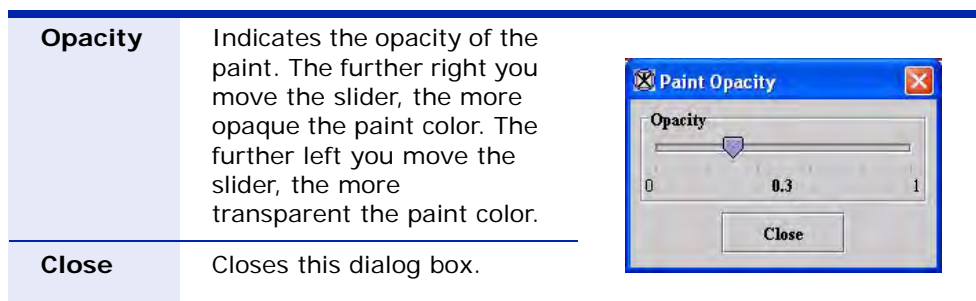 Opacity
Indicates the opacity of the
paint. The further right you
move the slider, the more
opaque the paint color. The
further left you move the
slider, the more
transparent the paint color.
Close
Closes this dialog box.
Paint Opacity
Opacity
0 0.3 1
Close